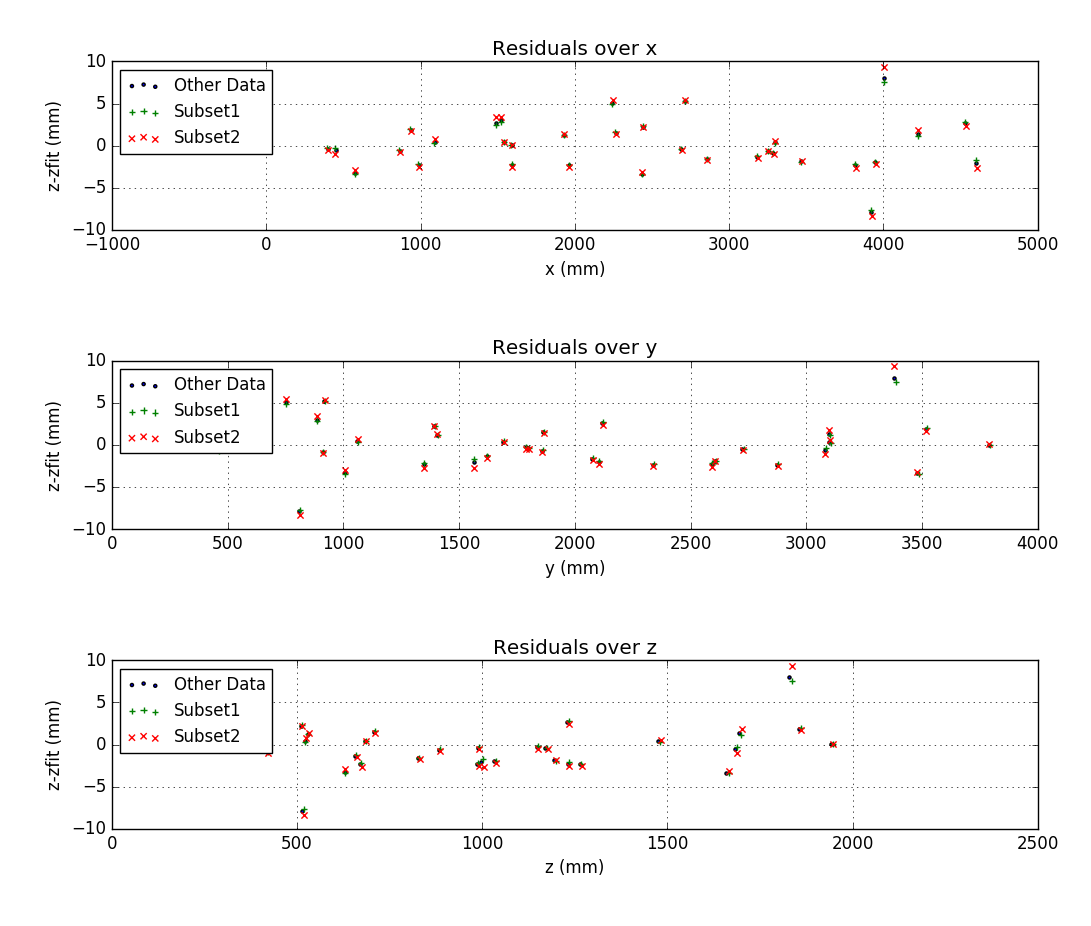 Residuals over x
10
5
0
−5
−10
z-zfit (mm)
Other Data
Subset1
Subset2
−1000 0 1000 2000 3000 4000 5000
x (mm)
Residuals over y
10
5
0
−5
−10
z-zfit (mm)
Other Data
Subset1
Subset2
0 500 1000 1500 2000 2500 3000 3500 4000
y (mm)
Residuals over z
10
5
0
−5
−10
z-zfit (mm)
Other Data
Subset1
Subset2
0 500 1000 1500 2000 2500
z (mm)